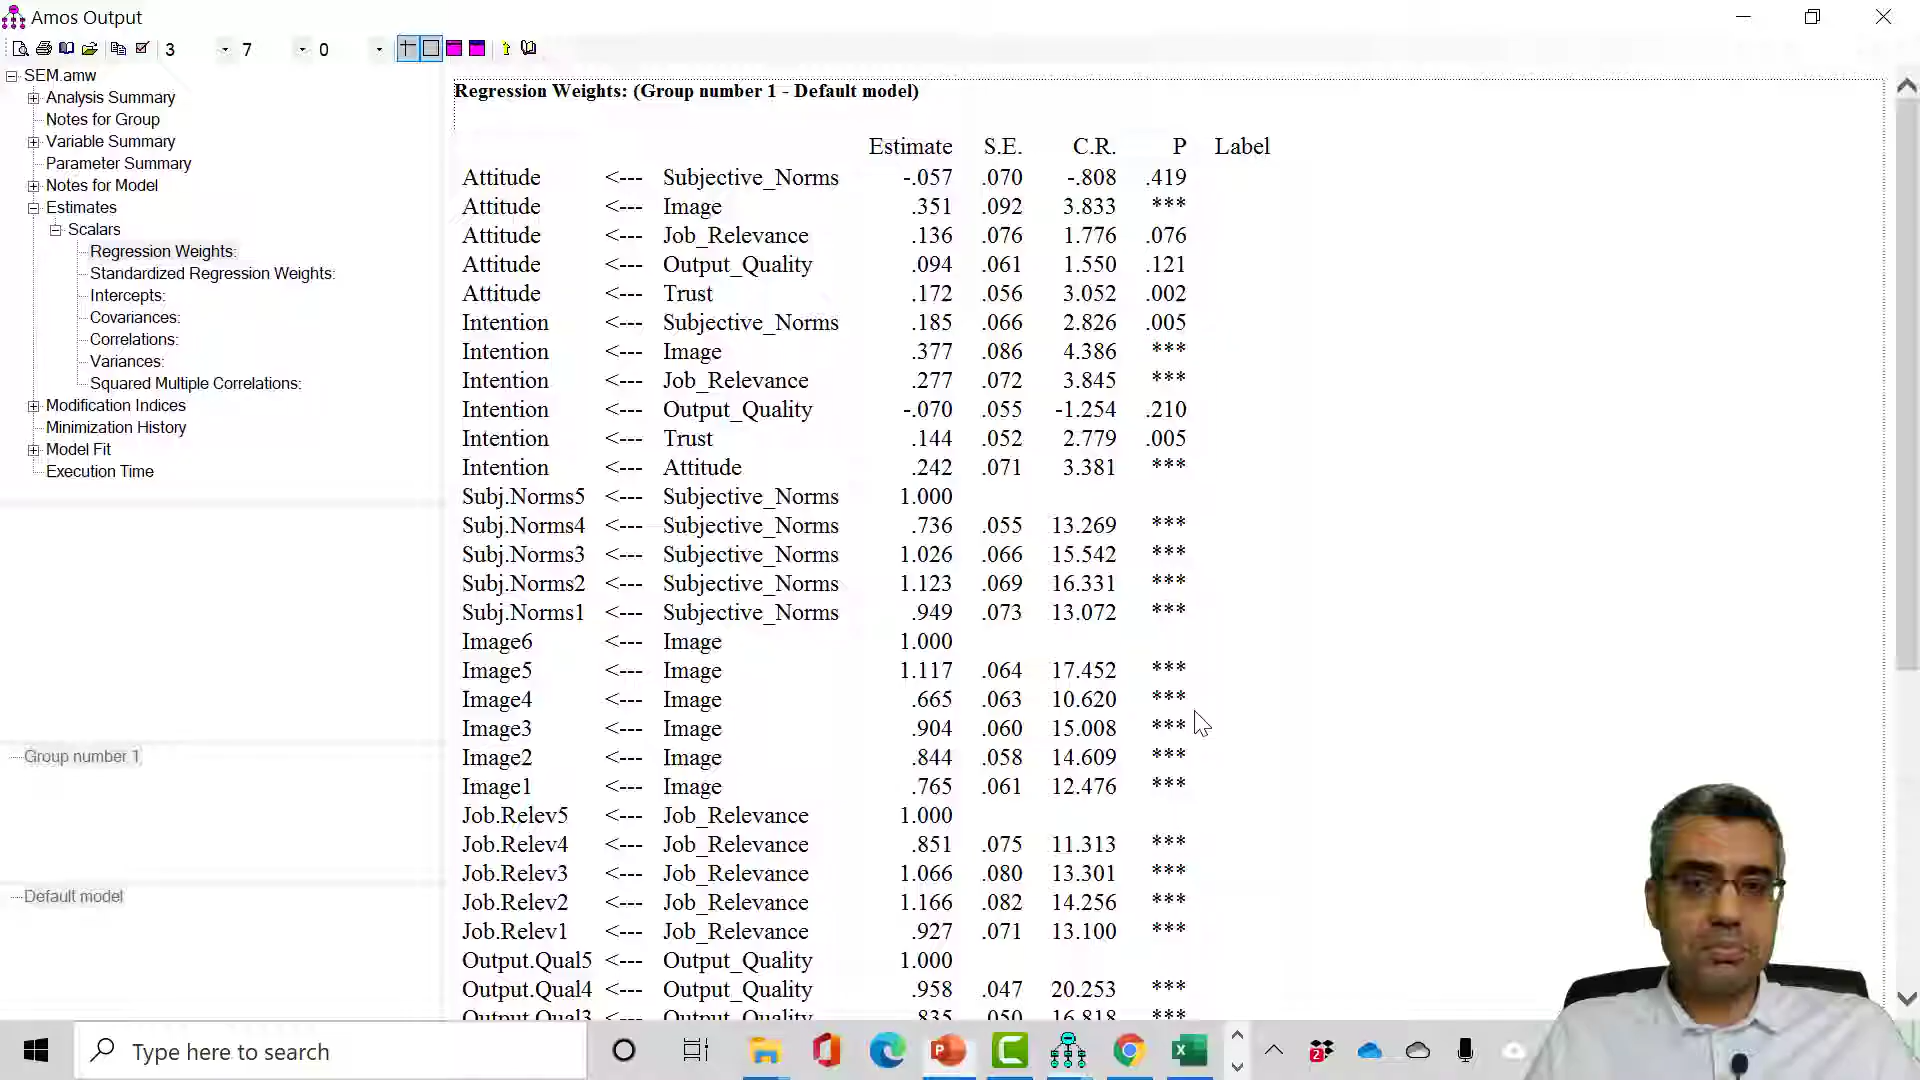 Amos Output
3 7 0
SEM.amw
Analysis Summary
Notes for Group
Variable Summary
Parameter Summary
Notes for Model
Estimates
Scalars
Regression Weights:
Standardized Regression Weights:
Intercepts:
Covariances:
Correlations:
Variances:
Squared Multiple Correlations:
Modification Indices
Minimization History
Model Fit
Execution Time
Group number 1
Default model
Regression Weights: (Group number 1 - Default model)
Estimate S.E. C.R. P Label
Attitude <--- Subjective_Norms -.057 .070 -.808 .419
Attitude <--- Image .351 .092 3.833 ***
Attitude <--- Job_Relevance .136 .076 1.776 .076
Attitude <--- Output_Quality .094 .061 1.550 .121
Attitude <--- Trust .172 .056 3.052 .002
Intention <--- Subjective_Norms .185 .066 2.826 .005
Intention <--- Image .377 .086 4.386 ***
Intention <--- Job_Relevance .277 .072 3.845 ***
Intention <--- Output_Quality -.070 .055 -1.254 .210
Intention <--- Trust .144 .052 2.779 .005
Intention <--- Attitude .242 .071 3.381 ***
Subj.Norms5 <--- Subjective_Norms 1.000
Subj.Norms4 <--- Subjective_Norms .736 .055 13.269 ***
Subj.Norms3 <--- Subjective_Norms 1.026 .066 15.542 ***
Subj.Norms2 <--- Subjective_Norms 1.123 .069 16.331 ***
Subj.Norms1 <--- Subjective_Norms .949 .073 13.072 ***
Image6 <--- Image 1.000
Image5 <--- Image 1.117 .064 17.452 ***
Image4 <--- Image .665 .063 10.620 ***
Image3 <--- Image .904 .060 15.008 ***
Image2 <--- Image .844 .058 14.609 ***
Image1 <--- Image .765 .061 12.476 ***
Job.Relev5 <--- Job_Relevance 1.000
Job.Relev4 <--- Job_Relevance .851 .075 11.313 ***
Job.Relev3 <--- Job_Relevance 1.066 .080 13.301 ***
Job.Relev2 <--- Job_Relevance 1.166 .082 14.256 ***
Job.Relev1 <--- Job_Relevance .927 .071 13.100 ***
Output.Qual5 <--- Output_Quality 1.000
Output.Qual4 <--- Output_Quality .958 .047 20.253 ***
Output.Qual3 <--- Output_Quality .835 .050 16.818 ***
Type here to search
2